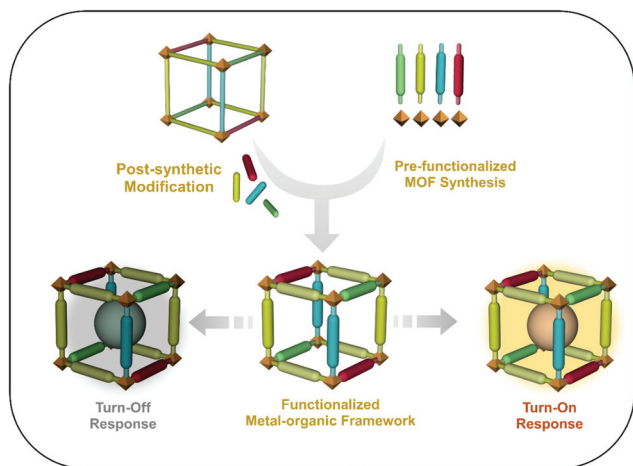 Post-synthetic
Modification
Pre-functionalized
MOF Synthesis
Turn-Off
Response
Functionalized
Metal-organic Framework
Turn-On
Response